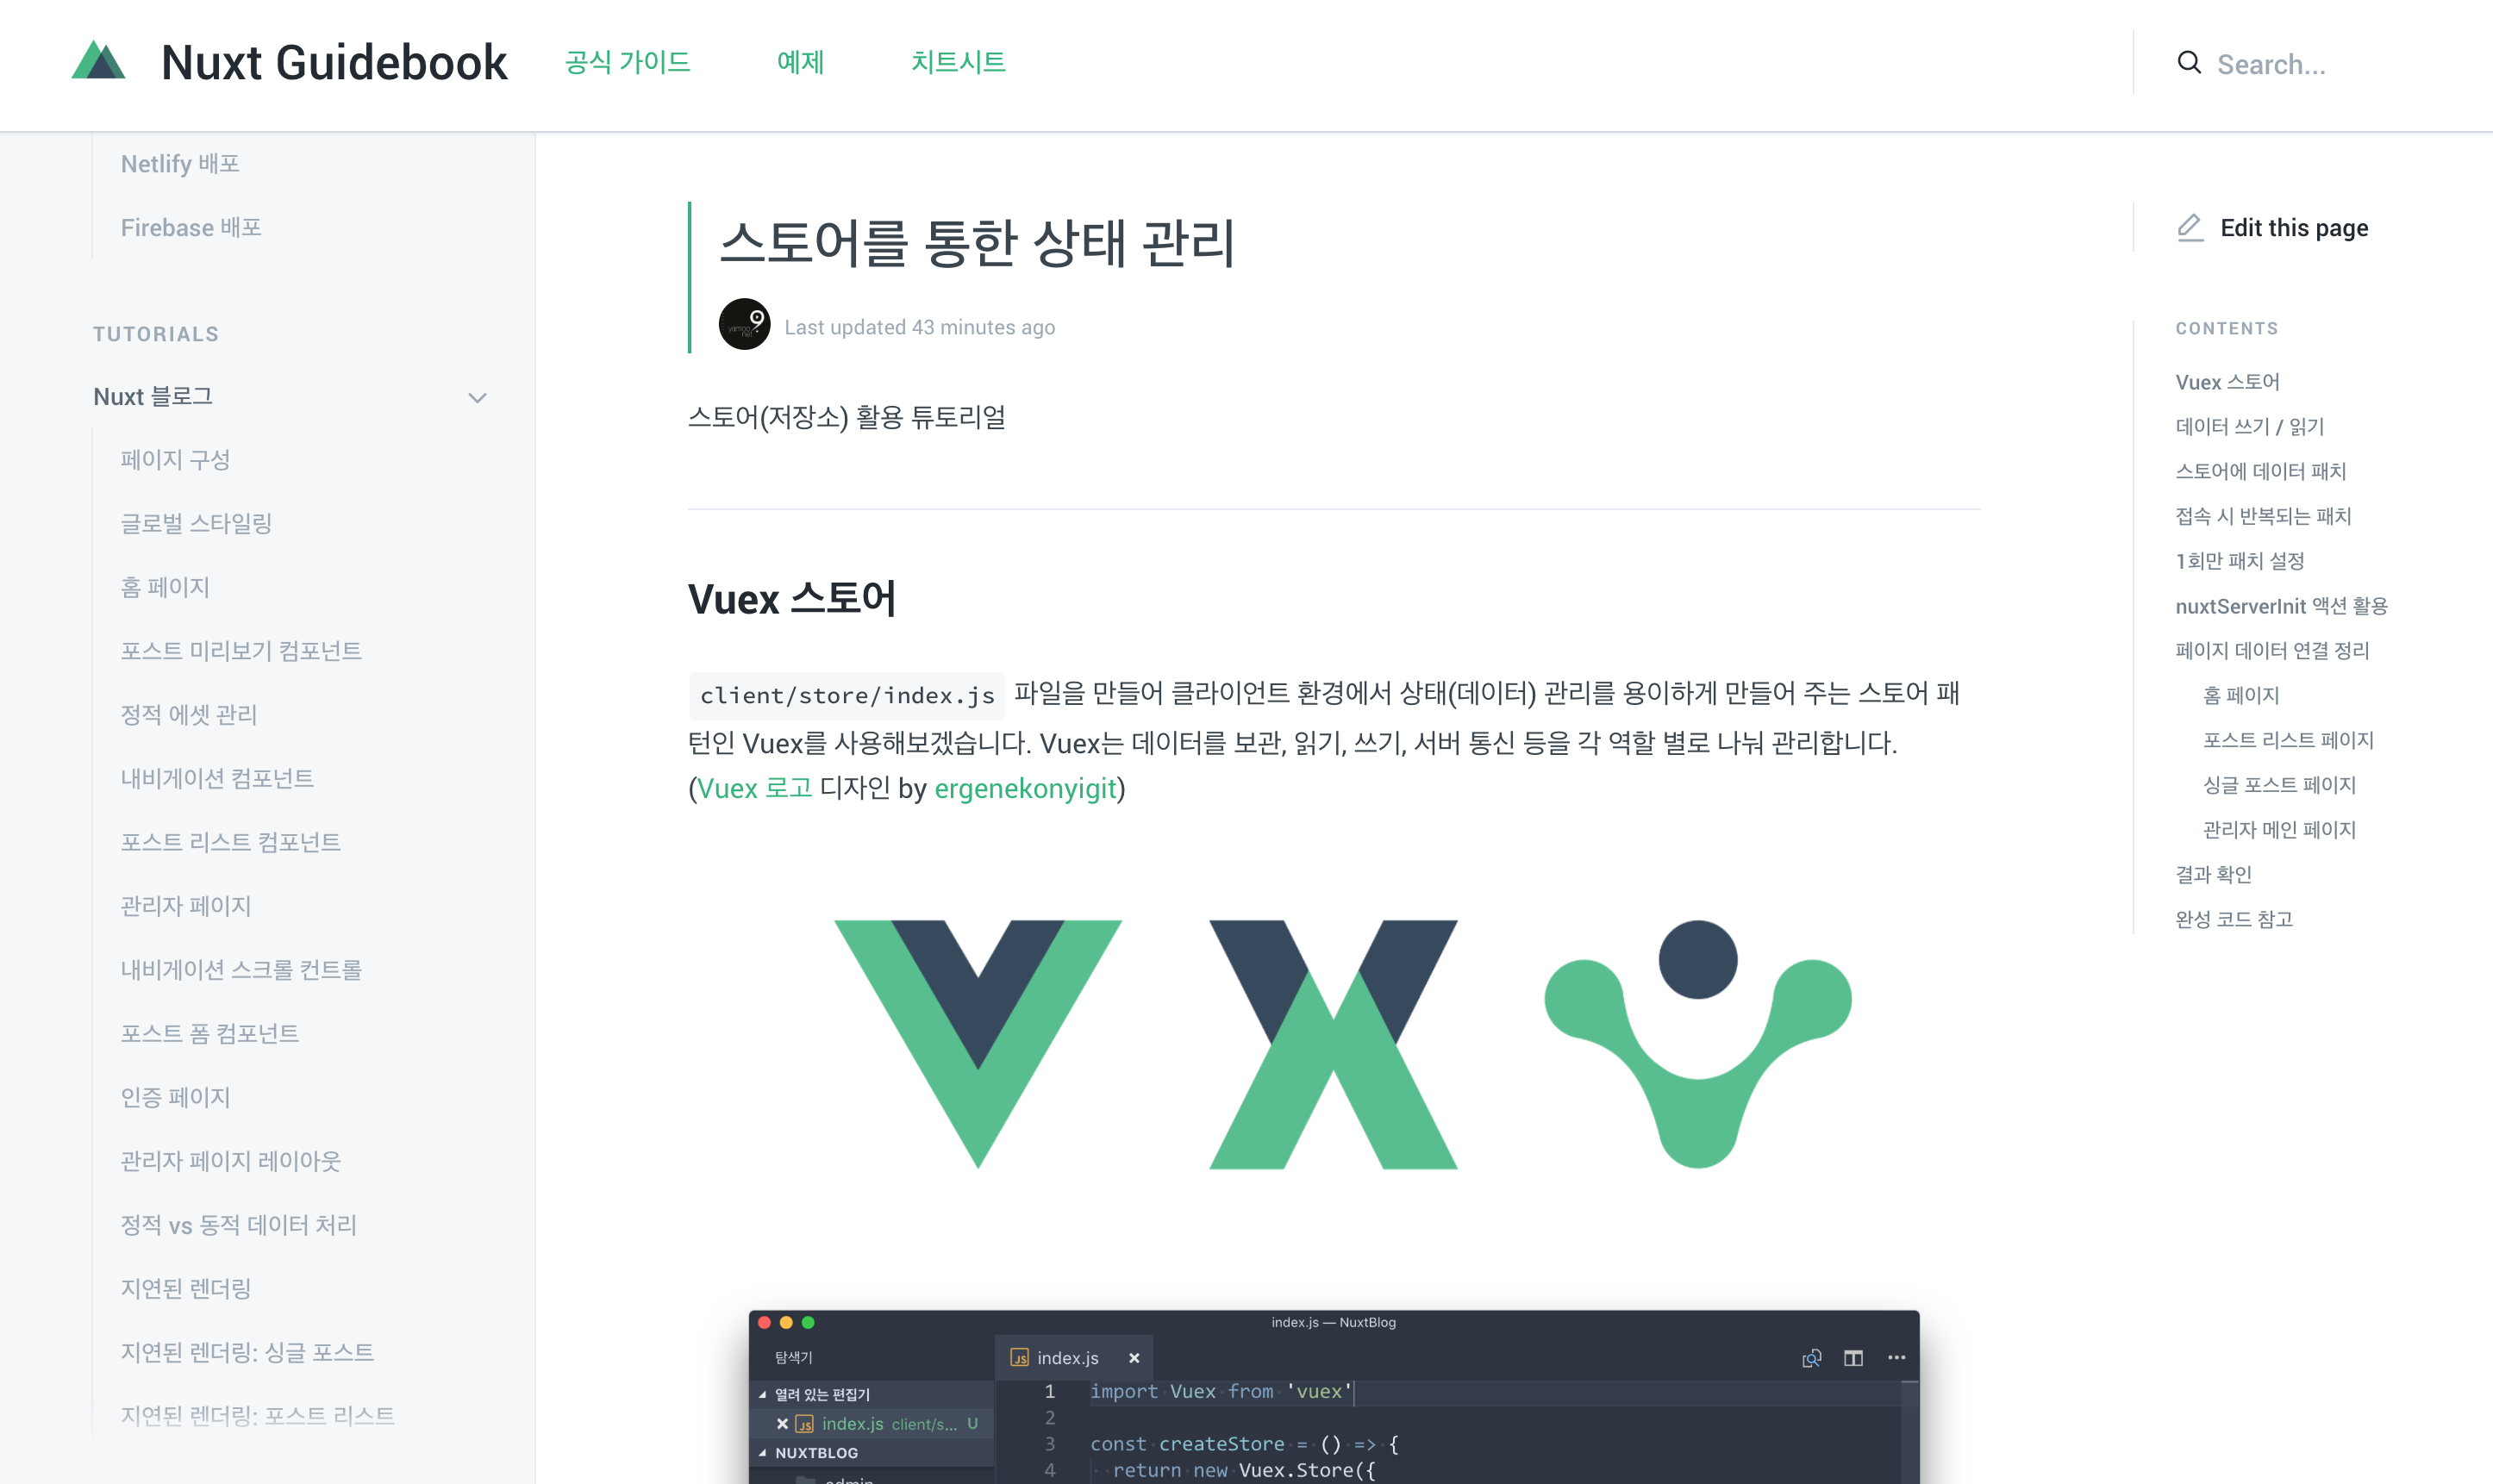 Nuxt Guidebook
공식 가이드
예제
치트시트
Search...
Netlify 배포
Firebase 배포
TUTORIALS
Nuxt 블로그
페이지 구성
글로벌 스타일링
홈 페이지
포스트 미리보기 컴포넌트
정적 에셋 관리
내비게이션 컴포넌트
포스트 리스트 컴포넌트
관리자 페이지
내비게이션 스크롤 컨트롤
포스트 폼 컴포넌트
인증 페이지
관리자 페이지 레이아웃
정적 vs 동적 데이터 처리
지연된 렌더링
지연된 렌더링: 싱글 포스트
지연된 렌더링: 포스트 리스트
스토어를 통한 상태 관리
yamoo9
net
Last updated 43 minutes ago
스토어(저장소) 활용 튜토리얼
Vuex 스토어
client/store/index.js 파일을 만들어 클라이언트 환경에서 상태(데이터) 관리를 용이하게 만들어 주는 스토어 패
턴인 Vuex를 사용해보겠습니다. Vuex는 데이터를 보관, 읽기, 쓰기, 서버 통신 등을 각 역할 별로 나눠 관리합니다.
(Vuex 로고 디자인 by ergenekonyigit)
index.js — NuxtBlog
탐색기
index.js
열려 있는 편집기
index.js client/s... U
NUXTBLOG
admin
1 import Vuex from 'vuex'
2
3 const createStore = () => {
4 return new Vuex.Store({
Edit this page
CONTENTS
Vuex 스토어
데이터 쓰기 / 읽기
스토어에 데이터 패치
접속 시 반복되는 패치
1회만 패치 설정
nuxtServerInit 액션 활용
페이지 데이터 연결 정리
홈 페이지
포스트 리스트 페이지
싱글 포스트 페이지
관리자 메인 페이지
결과 확인
완성 코드 참고